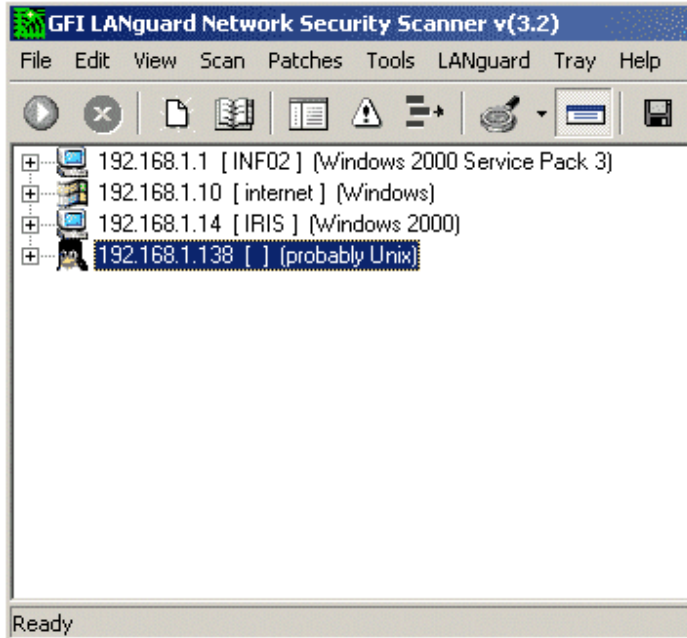 GFI LANguard Network Security Scanner v(3.2)
File Edit View Scan Patches Tools LANguard Tray Help
192.168.1.1 [ INF02 ] (Windows 2000 Service Pack 3)
192.168.1.10 [ internet ] (Windows)
192.168.1.14 [ IRIS ] (Windows 2000)
192.168.1.138 [ ] (probably Unix)
Ready